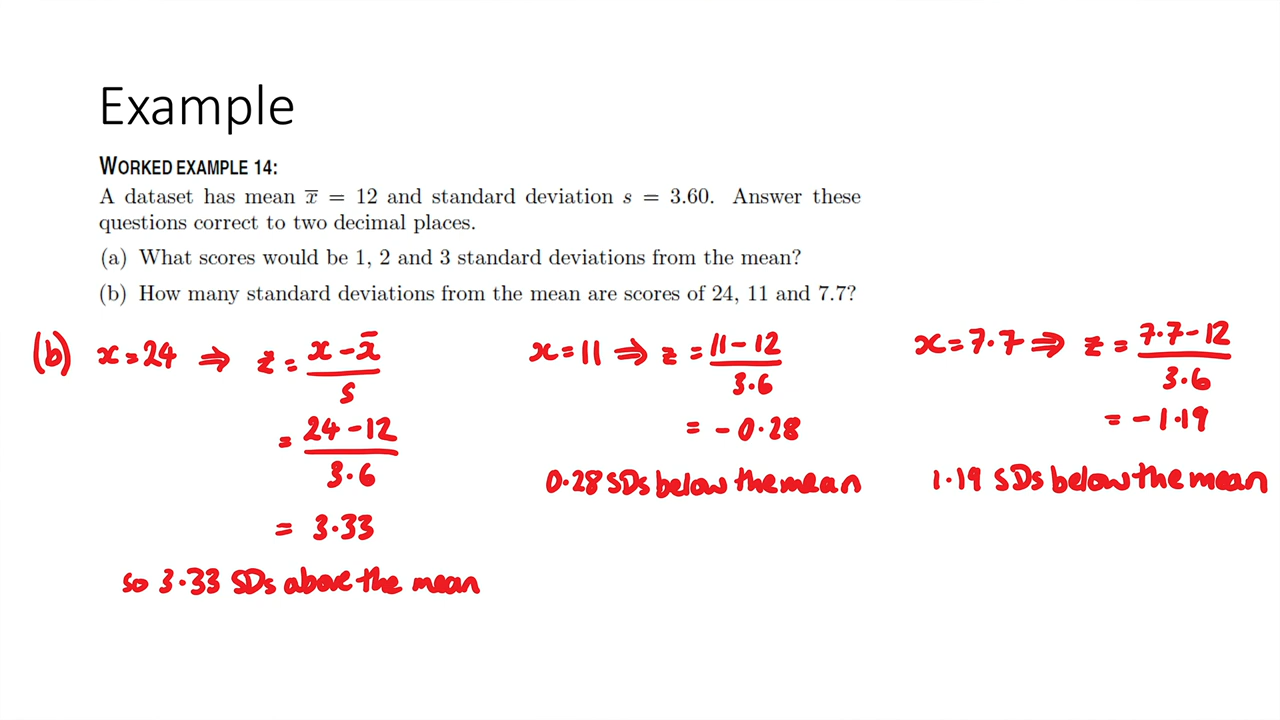 Example
WORKED EXAMPLE 14:
A dataset has mean x̄ = 12 and standard deviation s = 3.60. Answer these
questions correct to two decimal places.
(a) What scores would be 1, 2 and 3 standard deviations from the mean?
(b) How many standard deviations from the mean are scores of 24, 11 and 7.7?
(b) x = 24 ⇒ z = (x − x̄)/s
= (24 − 12)/3.6
= 3.33
so 3.33 SDs above the mean
x = 11 ⇒ z = (11 − 12)/3.6
= −0.28
0.28 SDs below the mean
x = 7.7 ⇒ z = (7.7 − 12)/3.6
= −1.19
1.19 SDs below the mean